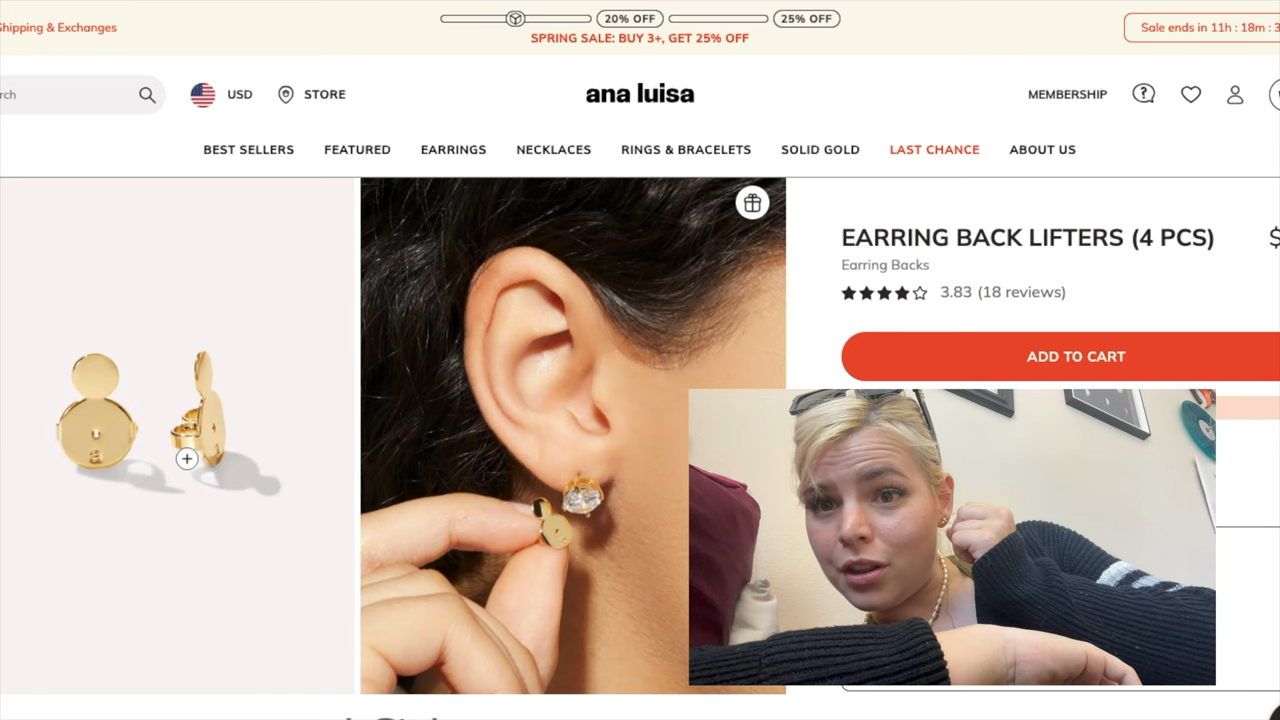 20% OFF
25% OFF
Shipping & Exchanges
SPRING SALE: BUY 3+, GET 25% OFF
Sale ends in 11h : 18m : 3
USD
STORE
ana luisa
MEMBERSHIP
BEST SELLERS
FEATURED
EARRINGS
NECKLACES
RINGS & BRACELETS
SOLID GOLD
LAST CHANCE
ABOUT US
EARRING BACK LIFTERS (4 PCS)
$
Earring Backs
3.83 (18 reviews)
ADD TO CART